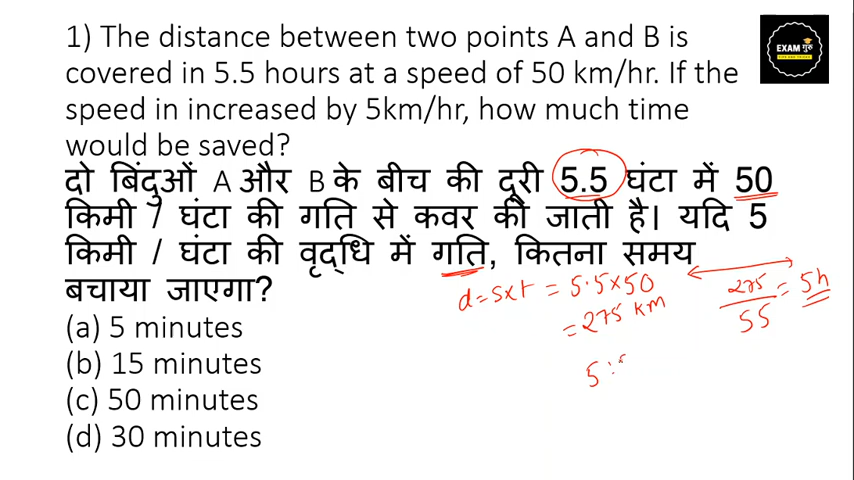 1) The distance between two points A and B is
covered in 5.5 hours at a speed of 50 km/hr. If the
speed in increased by 5km/hr, how much time
would be saved?
दो बिंदुओं A और B के बीच की दूरी 5.5 घंटा में 50
किमी / घंटा की गति से कवर की जाती है। यदि 5
किमी / घंटा की वृद्धि में गति, कितना समय
बचाया जाएगा?
d=s×t = 5.5×50
= 275 km
275
55
= 5h
(a) 5 minutes
(b) 15 minutes
(c) 50 minutes
(d) 30 minutes
EXAM गुरु